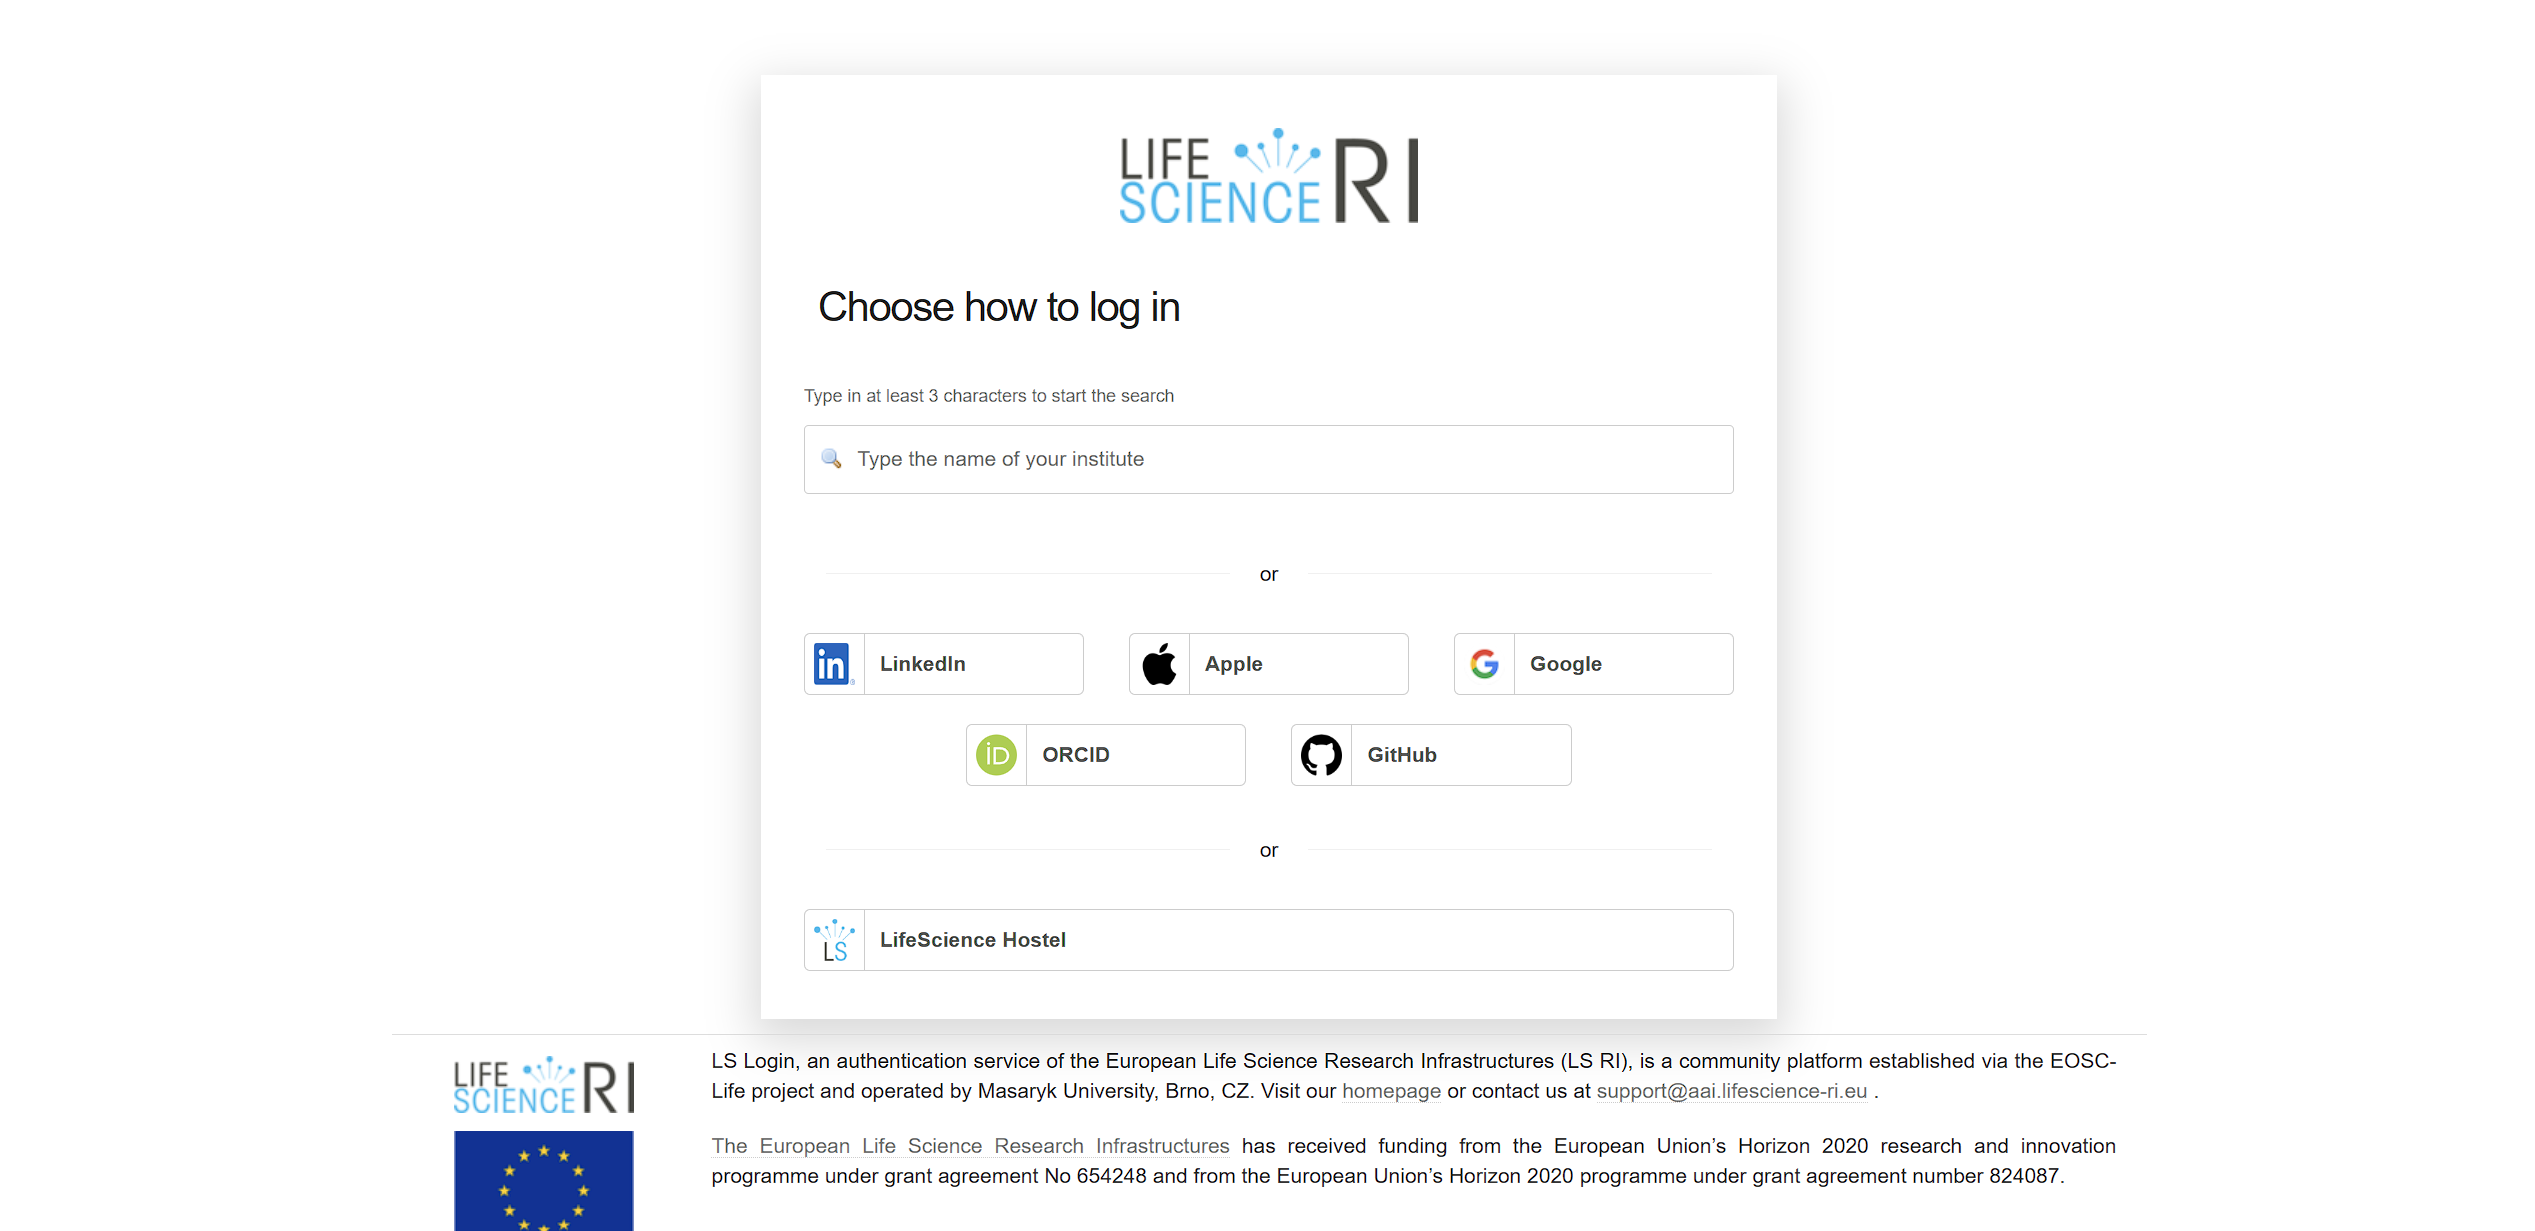 LIFE
SCIENCE RI
Choose how to log in
Type in at least 3 characters to start the search
Type the name of your institute
or
in LinkedIn
Apple
G Google
iD ORCID
GitHub
or
LS LifeScience Hostel
LIFE
SCIENCE RI
LS Login, an authentication service of the European Life Science Research Infrastructures (LS RI), is a community platform established via the EOSC-
Life project and operated by Masaryk University, Brno, CZ. Visit our homepage or contact us at support@aai.lifescience-ri.eu .
The European Life Science Research Infrastructures has received funding from the European Union’s Horizon 2020 research and innovation
programme under grant agreement No 654248 and from the European Union’s Horizon 2020 programme under grant agreement number 824087.